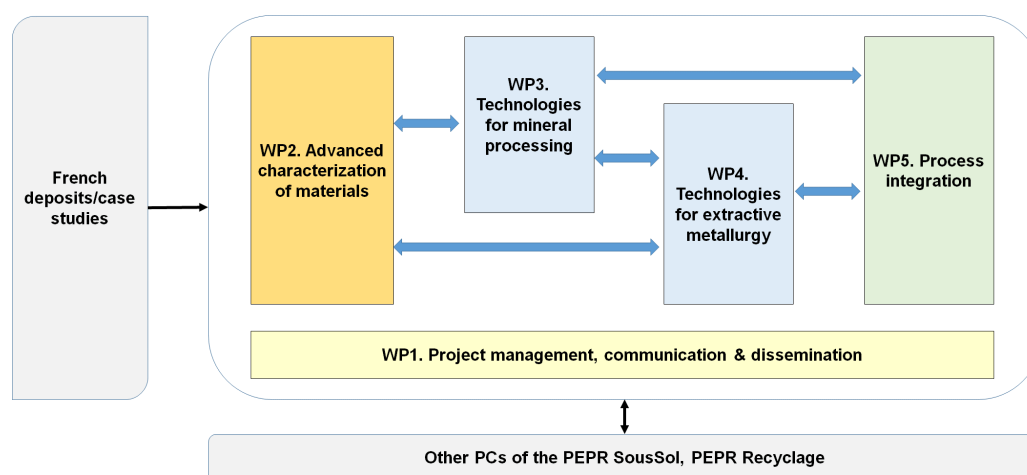 French
deposits/case
studies
WP2. Advanced
characterization
of materials
WP3.
Technologies
for mineral
processing
WP4.
Technologies
for extractive
metallurgy
WP5. Process
integration
WP1. Project management, communication & dissemination
Other PCs of the PEPR SousSol, PEPR Recyclage